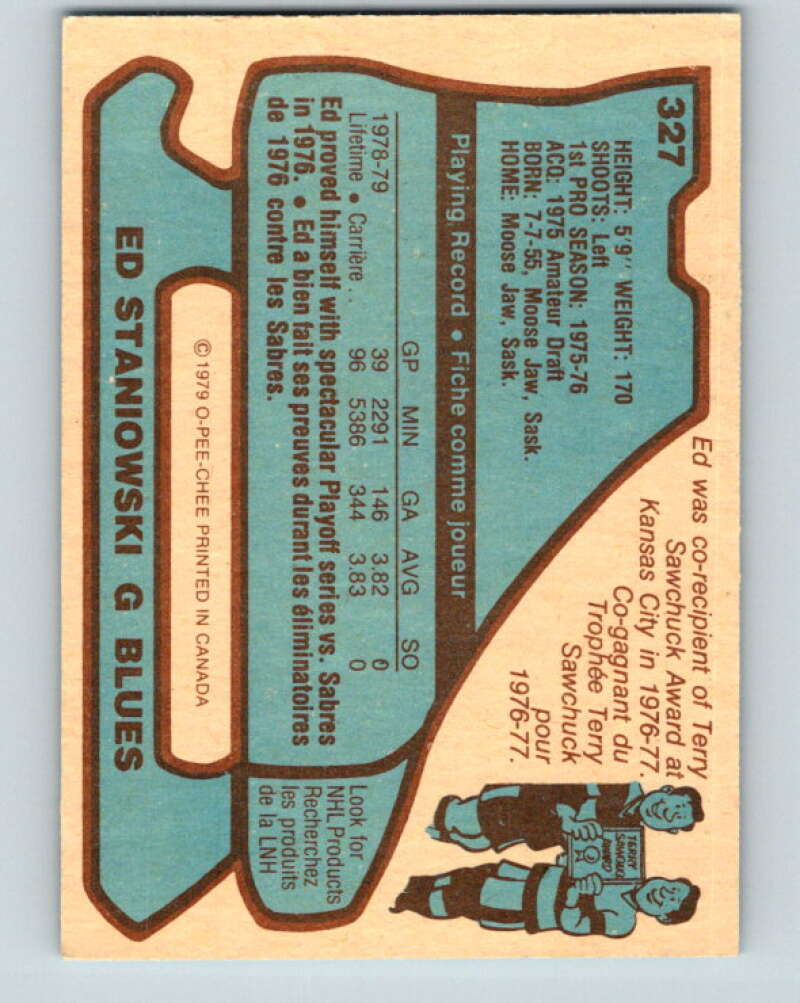 327
HEIGHT: 5'9" WEIGHT: 170
SHOOTS: Left
1st PRO SEASON: 1975-76
ACQ: 1975 Amateur Draft
BORN: 7-7-55, Moose Jaw, Sask.
HOME: Moose Jaw, Sask.
Ed was co-recipient of Terry
Sawchuck Award at
Kansas City in 1976-77.
Co-gagnant du
Trophée Terry
Sawchuck
pour
1976-77.
TERRY
SAWCHUCK
AWARD
Playing Record • Fiche comme joueur
GP MIN GA AVG SO
1978-79 39 2291 146 3.82 0
Lifetime • Carrière . 96 5386 344 3.83 0
Ed proved himself with spectacular Playoff series vs. Sabres
in 1976. • Ed a bien fait ses preuves durant les éliminatoires
de 1976 contre les Sabres.
Look for
NHL Products
Recherchez
les produits
de la LNH
©1979 O-PEE-CHEE PRINTED IN CANADA
ED STANIOWSKI G BLUES